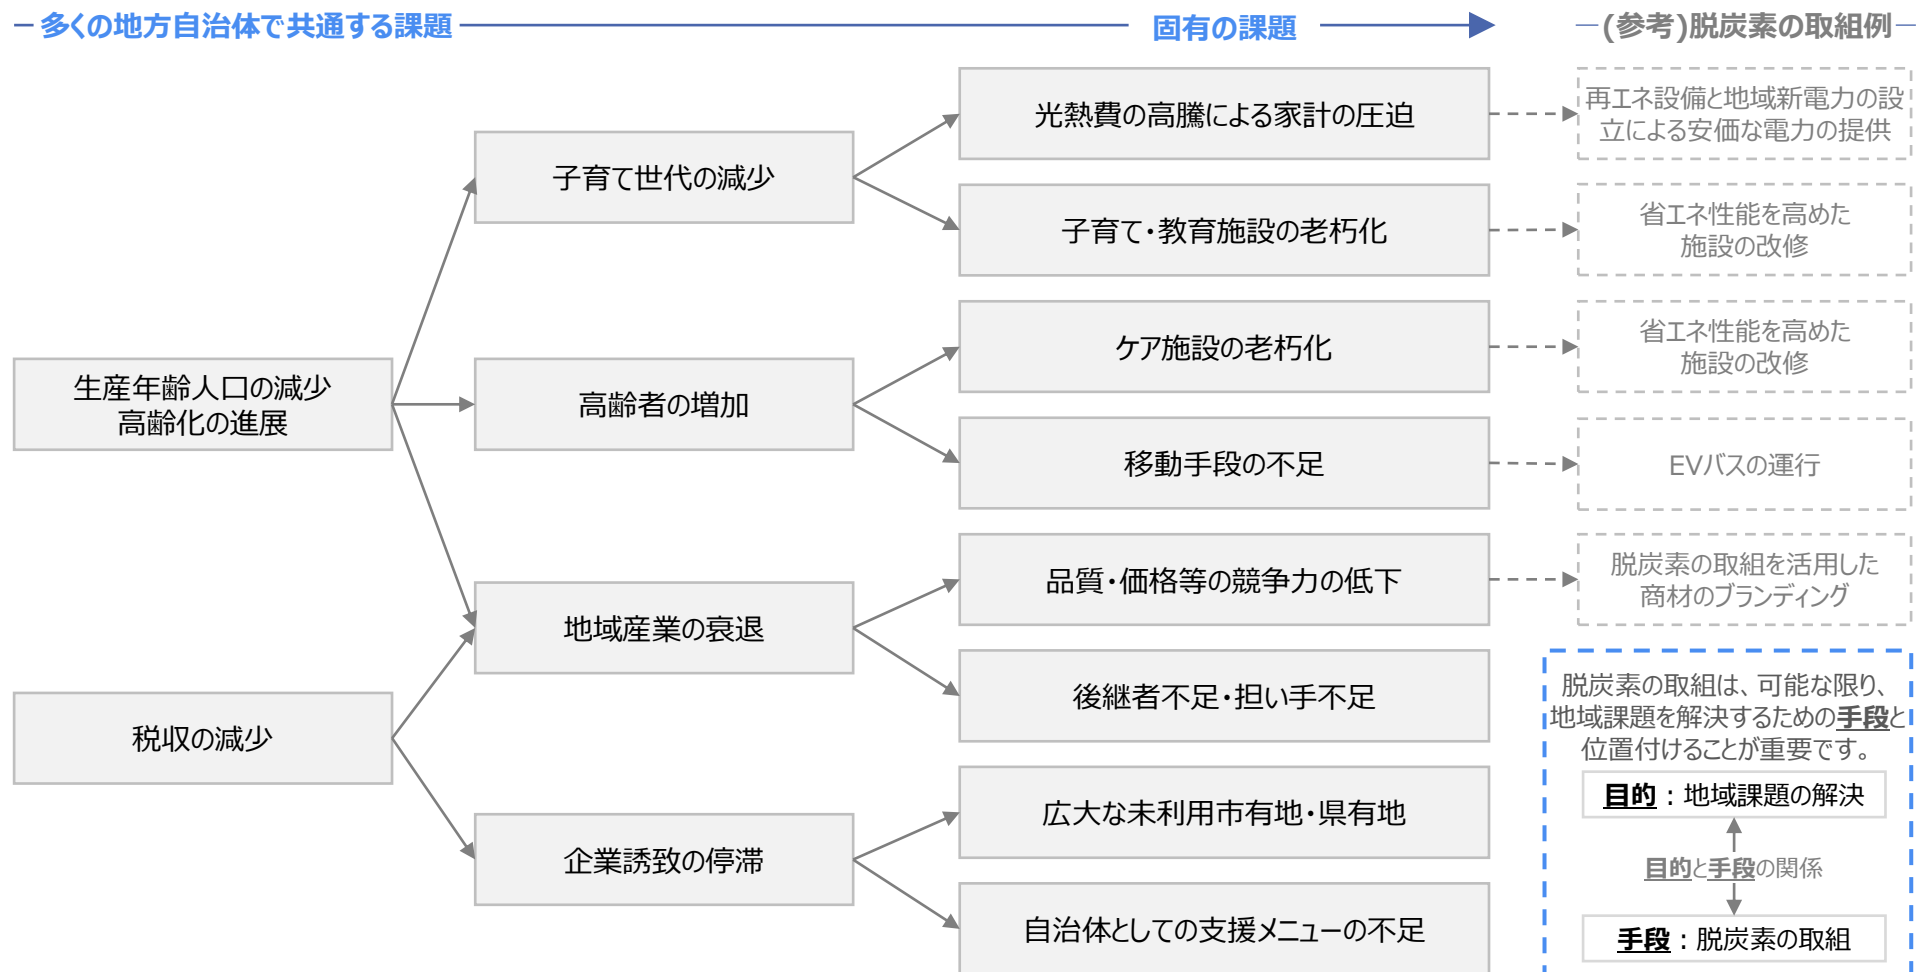 多くの地方自治体で共通する課題
固有の課題
(参考)脱炭素の取組例
生産年齢人口の減少
高齢化の進展
税収の減少
子育て世代の減少
高齢者の増加
地域産業の衰退
企業誘致の停滞
光熱費の高騰による家計の圧迫
子育て・教育施設の老朽化
ケア施設の老朽化
移動手段の不足
品質・価格等の競争力の低下
後継者不足・担い手不足
広大な未利用市有地・県有地
自治体としての支援メニューの不足
再エネ設備と地域新電力の設
立による安価な電力の提供
省エネ性能を高めた
施設の改修
省エネ性能を高めた
施設の改修
EVバスの運行
脱炭素の取組を活用した
商材のブランディング
脱炭素の取組は、可能な限り、
地域課題を解決するための手段と
位置付けることが重要です。
目的：地域課題の解決
目的と手段の関係
手段：脱炭素の取組